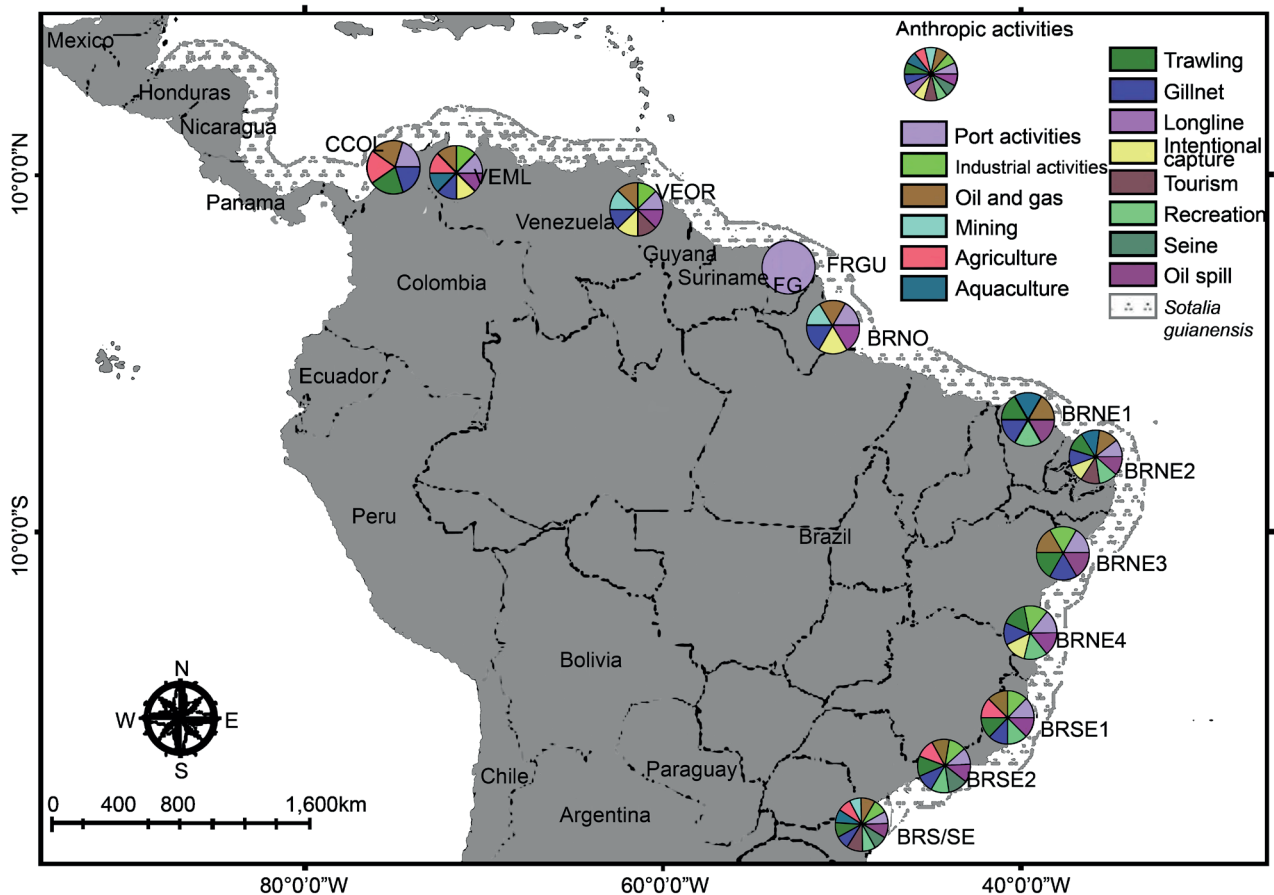 Anthropic activities
Port activities
Industrial activities
Oil and gas
Mining
Agriculture
Aquaculture
Trawling
Gillnet
Longline
Intentional
capture
Tourism
Recreation
Seine
Oil spill
Sotalia
guianensis
Mexico
Honduras
Nicaragua
Panama
CCOL
VEML
VEOR
Venezuela
Guyana
Suriname
FG
FRGU
Colombia
BRNO
Ecuador
BRNE1
BRNE2
Peru
Brazil
BRNE3
BRNE4
Bolivia
BRSE1
Paraguay
BRSE2
Chile
Argentina
BRS/SE
N
W
E
S
0 400 800 1,600km
10°0'0"N
10°0'0"S
80°0'0"W 60°0'0"W 40°0'0"W